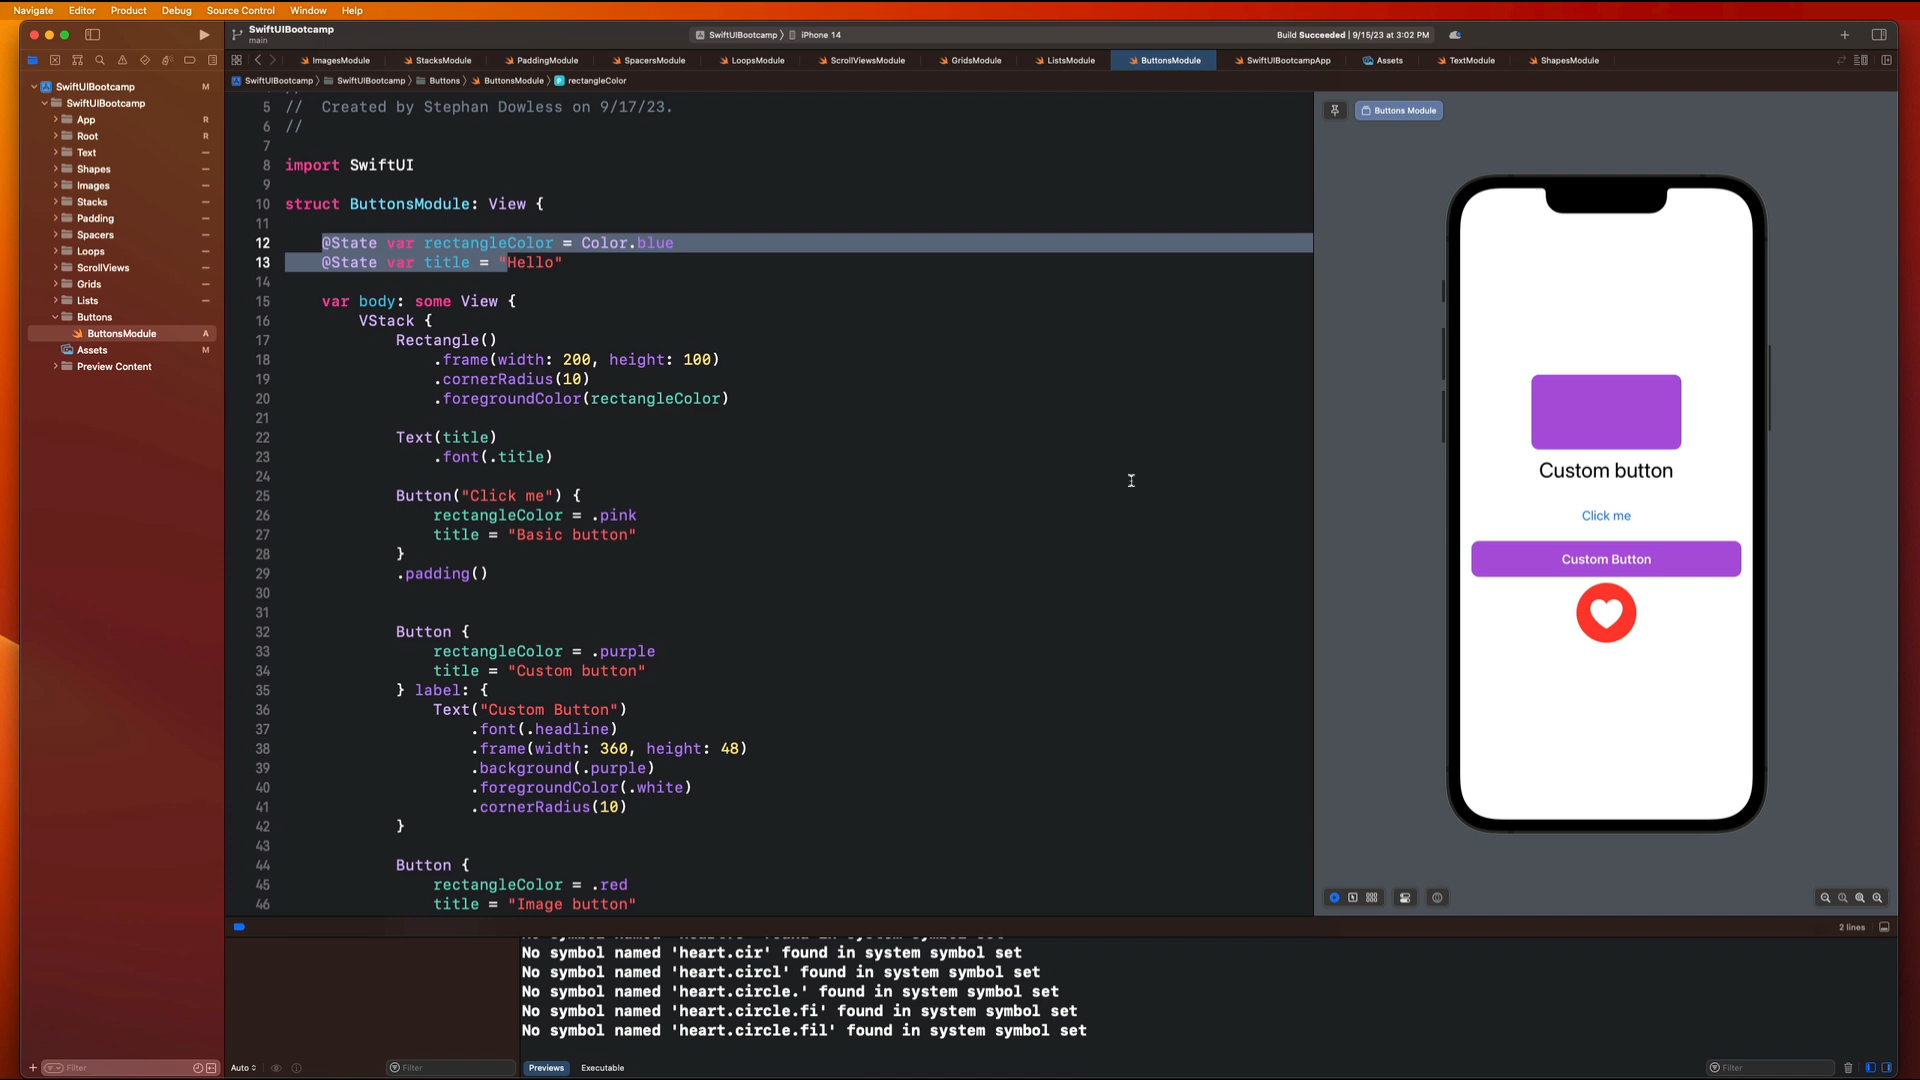 Navigate Editor Product Debug Source Control Window Help
SwiftUIBootcamp
main
SwiftUIBootcamp iPhone 14
Build Succeeded | 9/15/23 at 3:02 PM
ImagesModule StacksModule PaddingModule SpacersModule LoopsModule ScrollViewsModule GridsModule ListsModule ButtonsModule SwiftUIBootcampApp Assets TextModule ShapesModule
SwiftUIBootcamp SwiftUIBootcamp Buttons ButtonsModule P rectangleColor
SwiftUIBootcamp M
SwiftUIBootcamp
App R
Root R
Text
Shapes
Images
Stacks
Padding
Spacers
Loops
ScrollViews
Grids
Lists
Buttons
ButtonsModule A
Assets M
Preview Content
5 //  Created by Stephan Dowless on 9/17/23.
6 //
7
8 import SwiftUI
9
10 struct ButtonsModule: View {
11
12 @State var rectangleColor = Color.blue
13 @State var title = "Hello"
14
15 var body: some View {
16 VStack {
17 Rectangle()
18 .frame(width: 200, height: 100)
19 .cornerRadius(10)
20 .foregroundColor(rectangleColor)
21
22 Text(title)
23 .font(.title)
24
25 Button("Click me") {
26 rectangleColor = .pink
27 title = "Basic button"
28 }
29 .padding()
30
31
32 Button {
33 rectangleColor = .purple
34 title = "Custom button"
35 } label: {
36 Text("Custom Button")
37 .font(.headline)
38 .frame(width: 360, height: 48)
39 .background(.purple)
40 .foregroundColor(.white)
41 .cornerRadius(10)
42 }
43
44 Button {
45 rectangleColor = .red
46 title = "Image button"
Buttons Module
Custom button
Click me
Custom Button
2 lines
No symbol named 'heart.cir' found in system symbol set
No symbol named 'heart.circl' found in system symbol set
No symbol named 'heart.circle.' found in system symbol set
No symbol named 'heart.circle.fi' found in system symbol set
No symbol named 'heart.circle.fil' found in system symbol set
Filter
Auto
Filter
Previews Executable
Filter